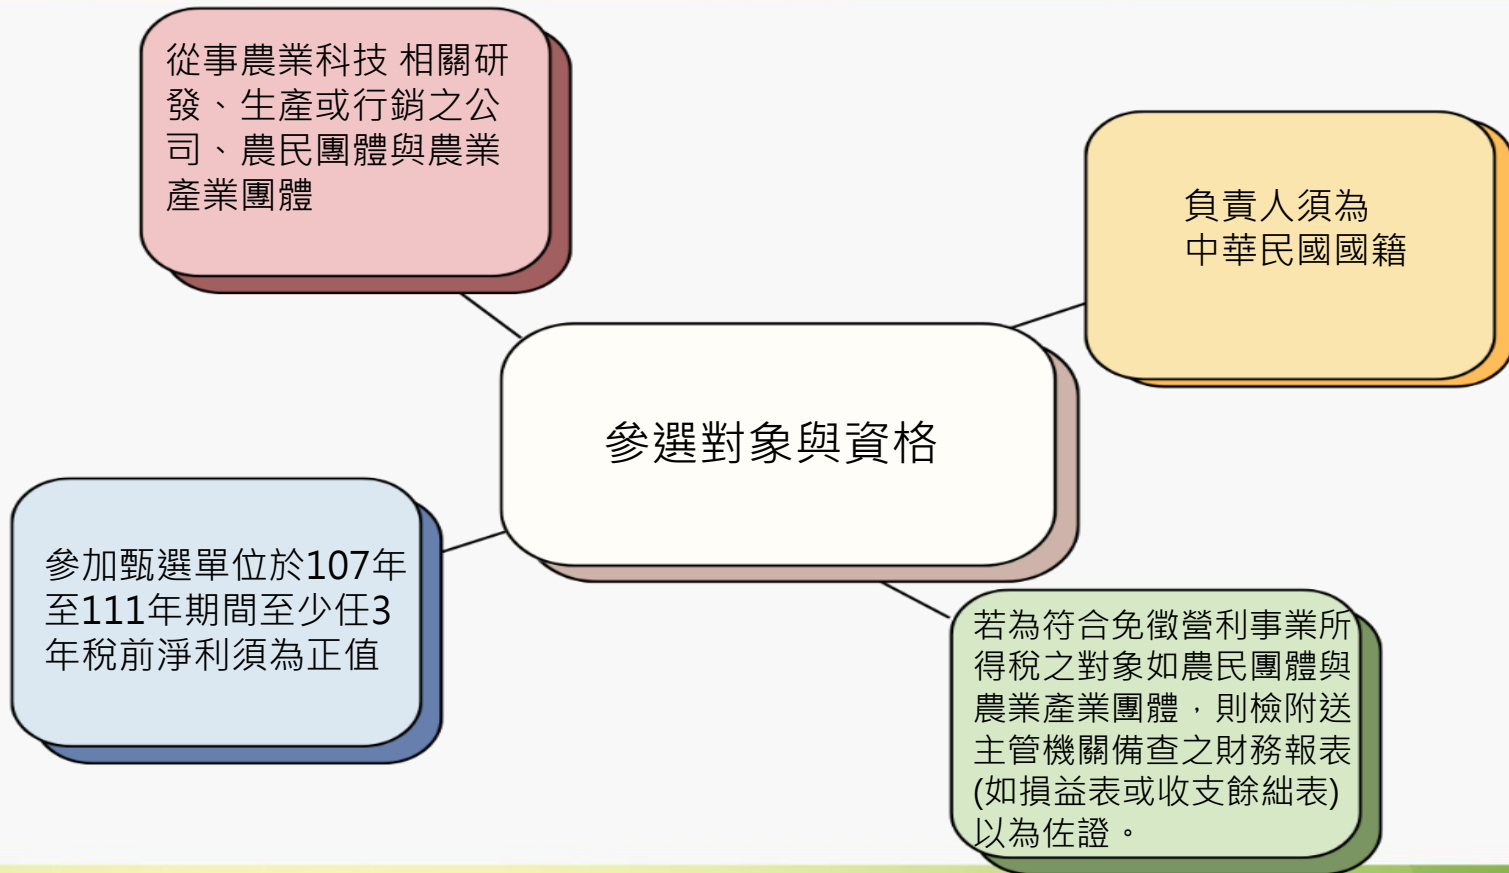 從事農業科技 相關研
發、生產或行銷之公
司、農民團體與農業
產業團體
負責人須為
中華民國國籍
參選對象與資格
參加甄選單位於107年
至111年期間至少任3
年稅前淨利須為正值
若為符合免徵營利事業所
得稅之對象如農民團體與
農業產業團體，則檢附送
主管機關備查之財務報表
(如損益表或收支餘絀表)
以為佐證。